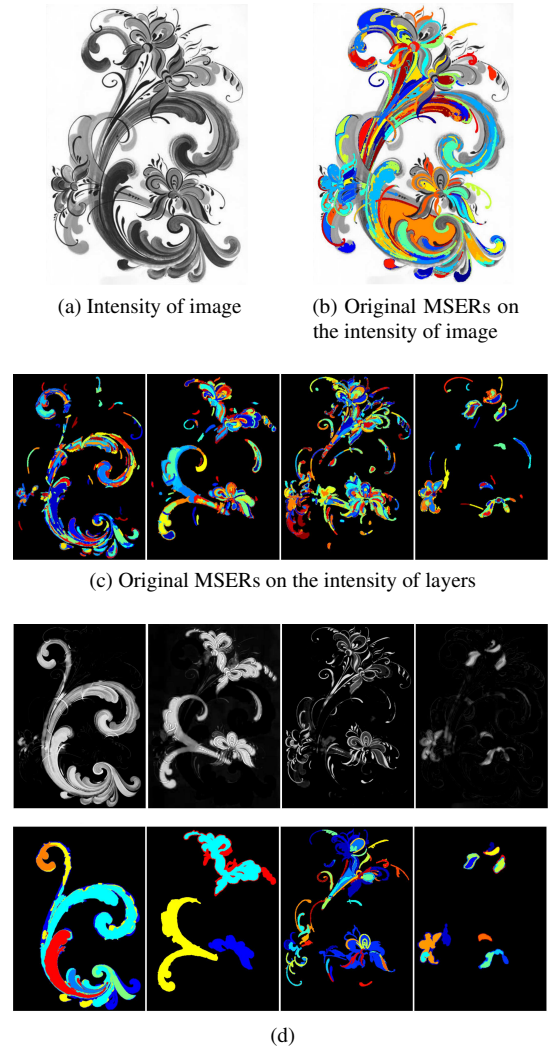 (a) Intensity of image
(b) Original MSERs on
the intensity of image
(c) Original MSERs on the intensity of layers
(d)